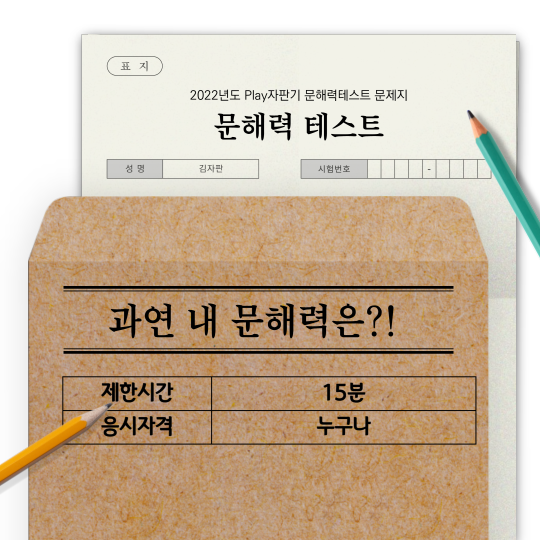 표 지
2022년도 Play자판기 문해력테스트 문제지
문해력 테스트
성 명 김자판 시험번호 -
과연 내 문해력은?!
제한시간 15분
응시자격 누구나